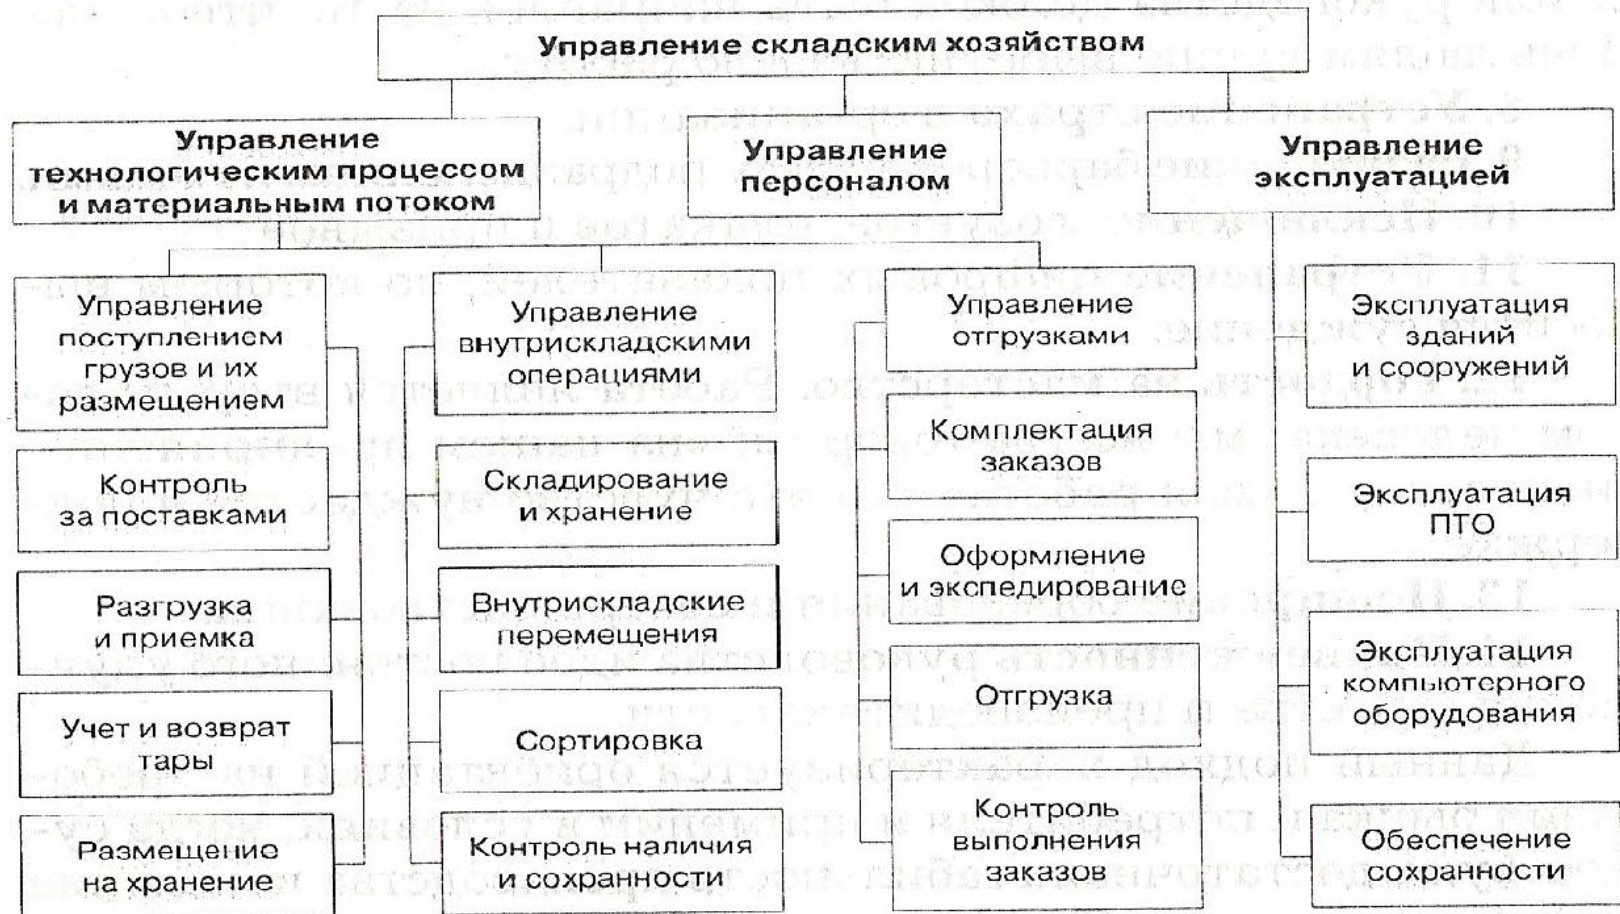 Управление складским хозяйством
Управление
технологическим процессом
и материальным потоком
Управление
персоналом
Управление
эксплуатацией
Управление
поступлением
грузов и их
размещением
Контроль
за поставками
Разгрузка
и приемка
Учет и возврат
тары
Размещение
на хранение
Управление
внутрискладскими
операциями
Складирование
и хранение
Внутрискладские
перемещения
Сортировка
Контроль наличия
и сохранности
Управление
отгрузками
Комплектация
заказов
Оформление
и экспедирование
Отгрузка
Контроль
выполнения
заказов
Эксплуатация
зданий
и сооружений
Эксплуатация
ПТО
Эксплуатация
компьютерного
оборудования
Обеспечение
сохранности